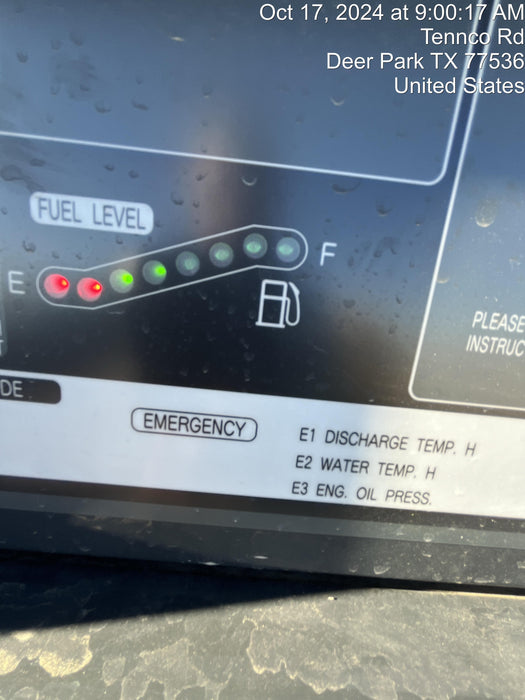 Oct 17, 2024 at 9:00:17 AM
Tennco Rd
Deer Park TX 77536
United States
FUEL LEVEL
E
F
PLEASE
INSTRUC
DE
EMERGENCY
E1 DISCHARGE TEMP. H
E2 WATER TEMP. H
E3 ENG. OIL PRESS.